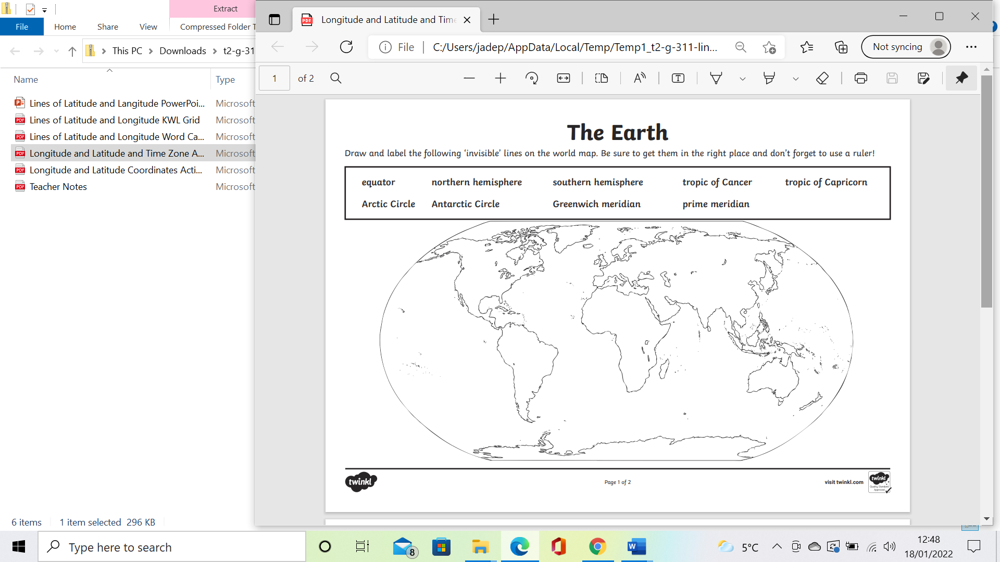 Extract
File
Home
Share
View
Compressed Folder T
This PC
Downloads
t2-g-31
Name
Type
Lines of Latitude and Langitude PowerPoi...
Microsoft
Lines of Latitude and Longitude KWL Grid
Microsoft
Lines of Latitude and Longitude Word Ca...
Microsoft
Longitude and Latitude and Time Zone A...
Microsoft
Longitude and Latitude Coordinates Acti...
Microsoft
Teacher Notes
Microsoft
6 items
1 item selected 296 KB
Longitude and Latitude and Time
File
C:/Users/jadep/AppData/Local/Temp/Temp1_t2-g-311-lin...
Not syncing
1
of 2
The Earth
Draw and label the following ‘invisible’ lines on the world map. Be sure to get them in the right place and don’t forget to use a ruler!
equator northern hemisphere southern hemisphere tropic of Cancer tropic of Capricorn
Arctic Circle Antarctic Circle Greenwich meridian prime meridian
twinkl
Page 1 of 2
visit twinkl.com
twinkl
Quality Standard
Approved
Type here to search
8
5°C
12:48
18/01/2022